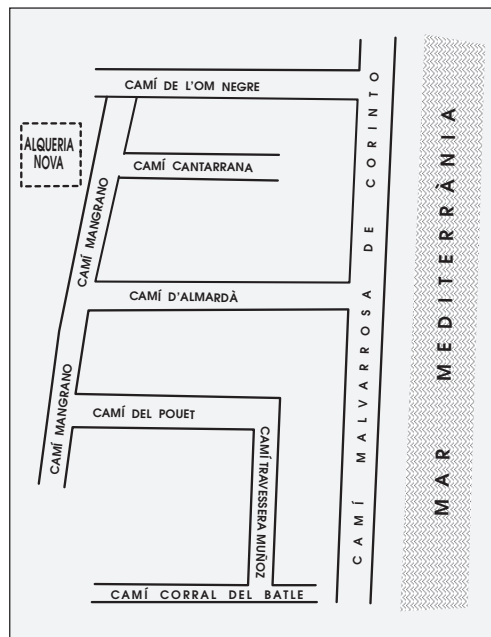 CAMÍ DE L'OM NEGRE
ALQUERIA
NOVA
CAMÍ CANTARRANA
CAMÍ MANGRANO
CAMÍ D'ALMARDÀ
CAMÍ MANGRANO
CAMÍ DEL POUET
CAMÍ TRAVESSERA MUÑOZ
CAMÍ CORRAL DEL BATLE
CAMÍ MALVARROSA DE CORINTO
MAR MEDITERRÀNIA